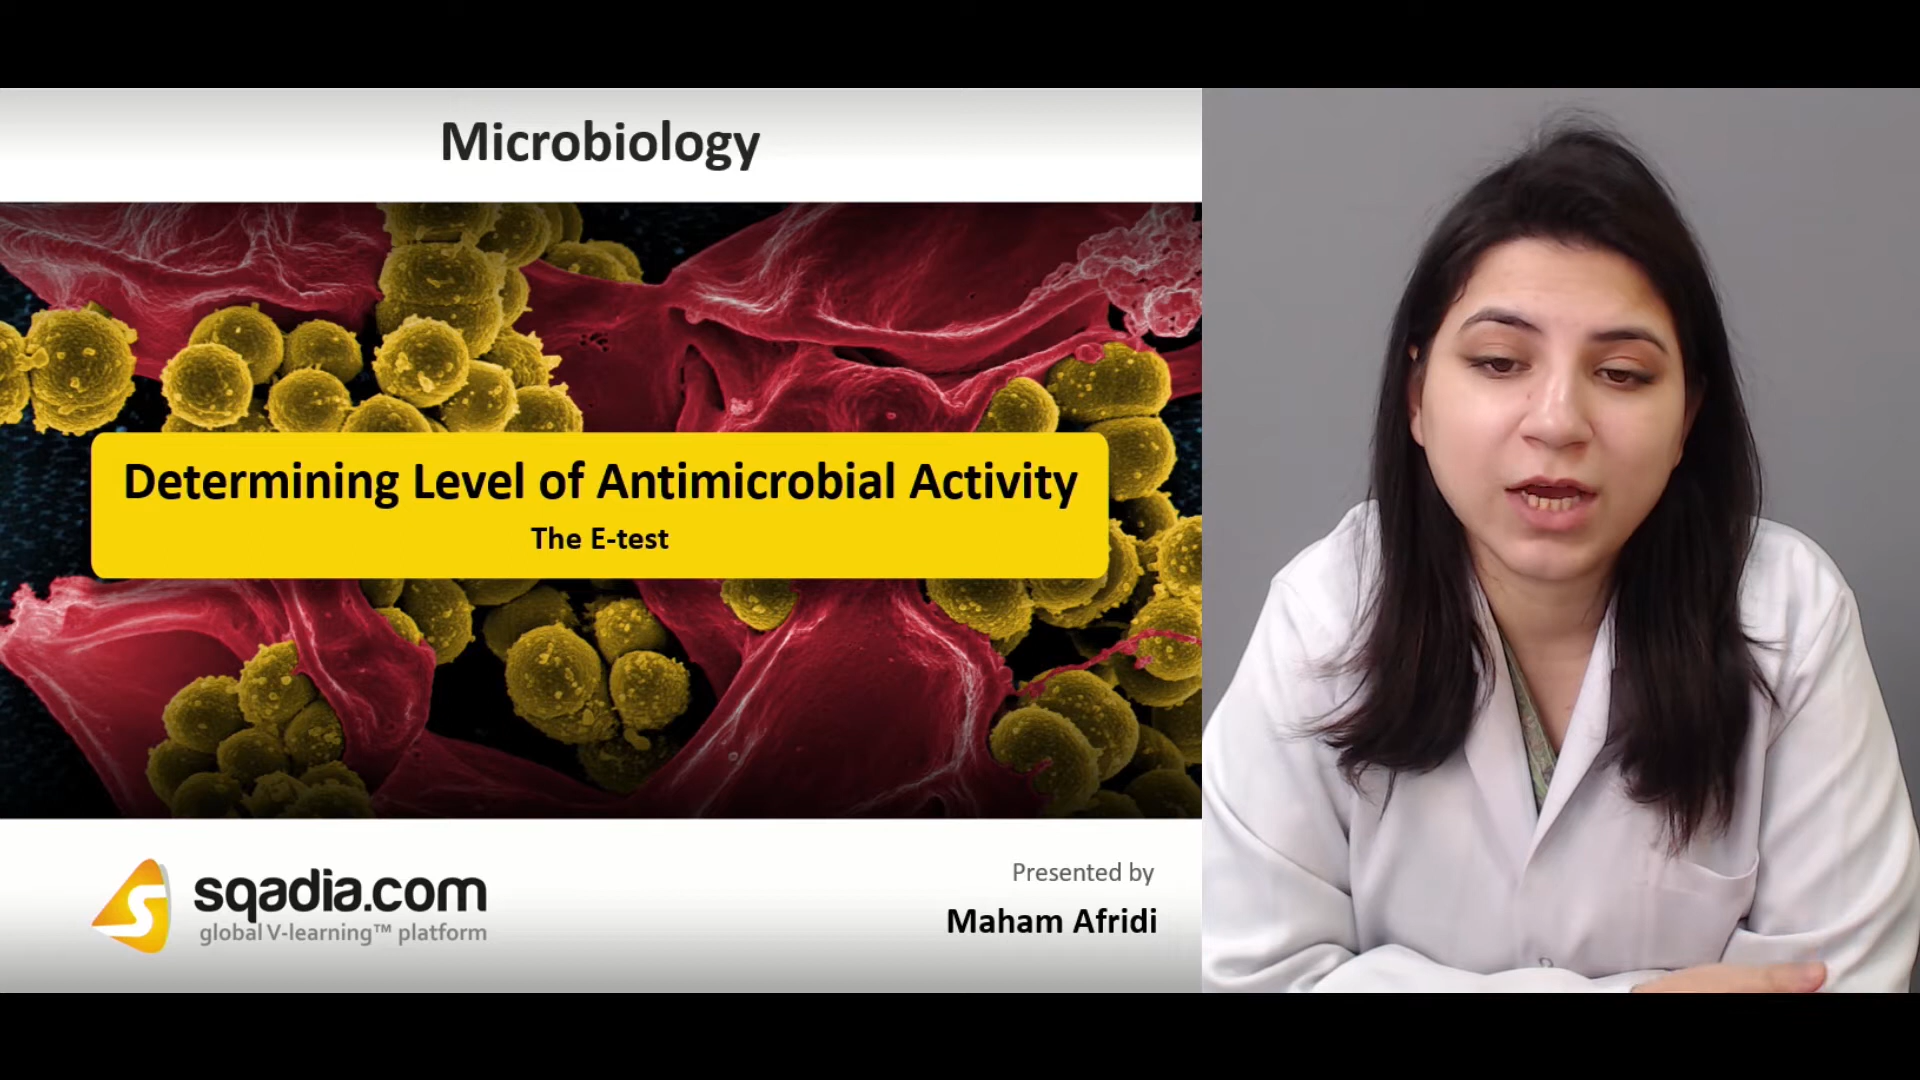 Microbiology
Determining Level of Antimicrobial Activity
The E-test
sqadia.com
global V-learning™ platform
Presented by
Maham Afridi